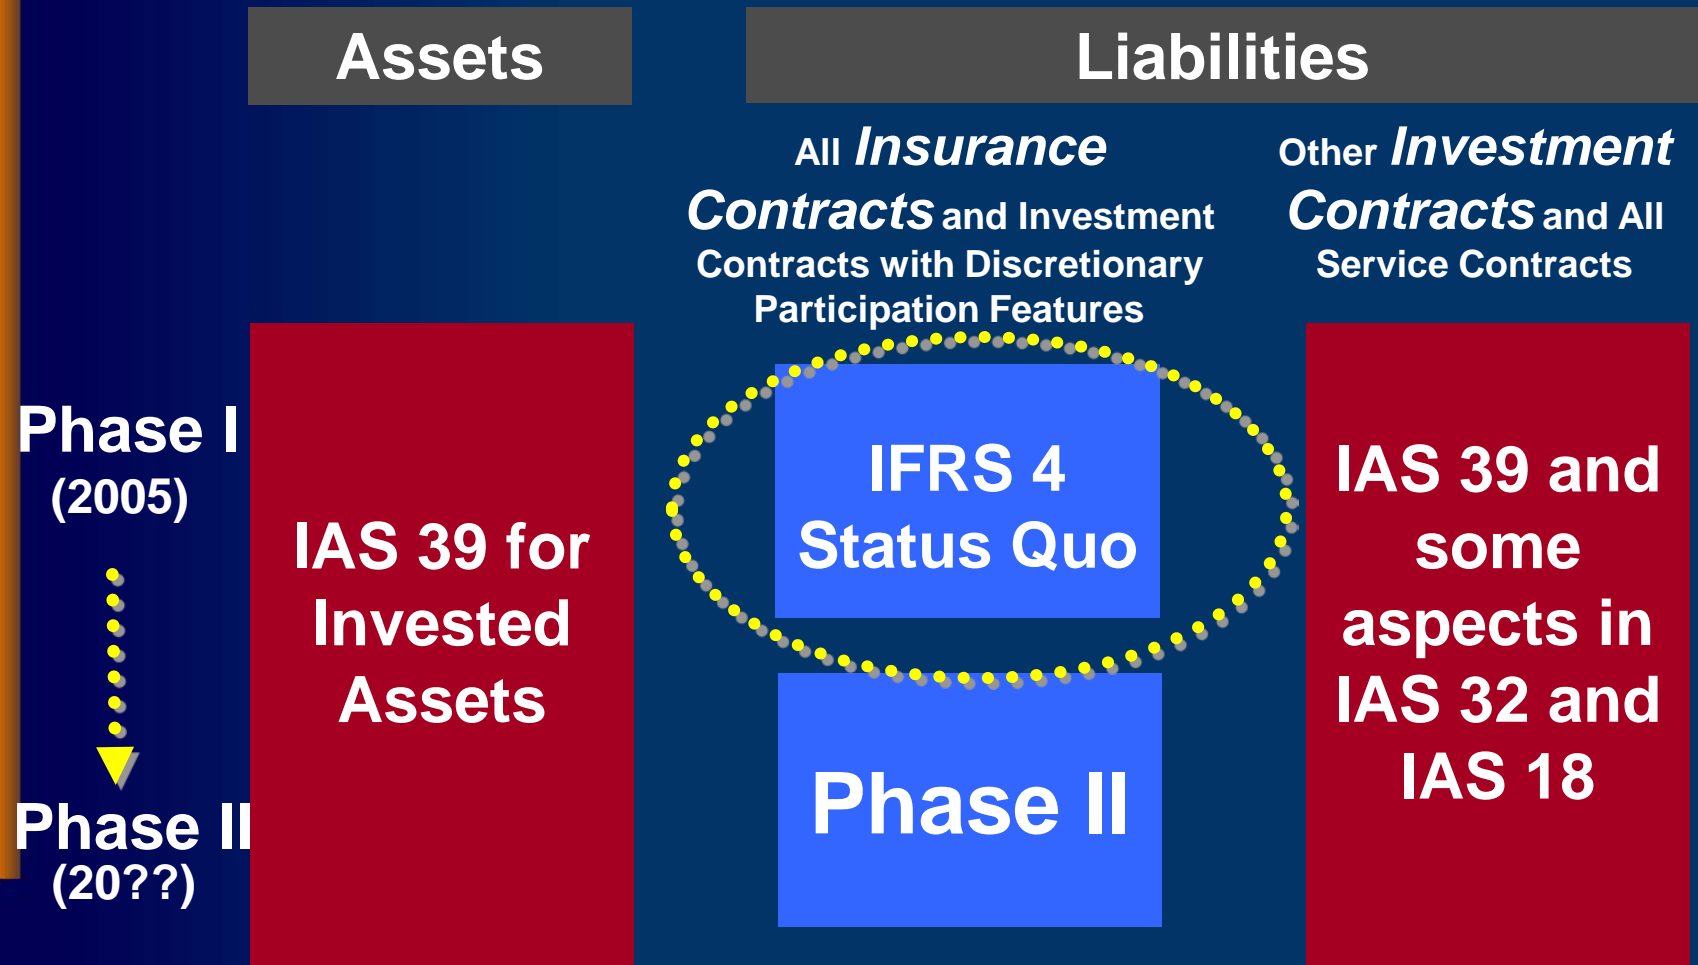 Assets
Liabilities
All Insurance
Contracts and Investment
Contracts with Discretionary
Participation Features
Other Investment
Contracts and All
Service Contracts
Phase I
(2005)
Phase II
(20??)
IAS 39 for
Invested
Assets
IFRS 4
Status Quo
Phase II
IAS 39 and
some
aspects in
IAS 32 and
IAS 18